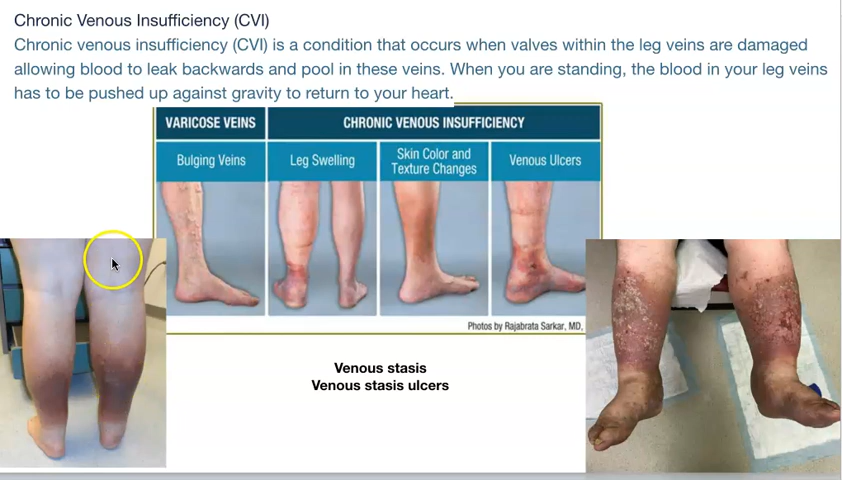 Chronic Venous Insufficiency (CVI)
Chronic venous insufficiency (CVI) is a condition that occurs when valves within the leg veins are damaged
allowing blood to leak backwards and pool in these veins. When you are standing, the blood in your leg veins
has to be pushed up against gravity to return to your heart.
VARICOSE VEINS
CHRONIC VENOUS INSUFFICIENCY
Bulging Veins
Leg Swelling
Skin Color and
Texture Changes
Venous Ulcers
Photos by Rajabrata Sarkar, MD,
Venous stasis
Venous stasis ulcers